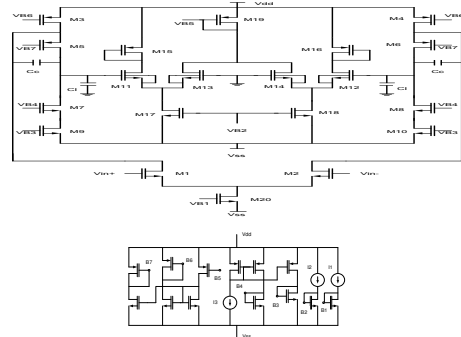 Vdd
VB6 M3 VB5 M19 M4 VB6
VB7 M5 M15 M16 M6 VB7
Cc Cc
M11 M13 M14 M12
CL CL
VB4 M7 M17 M18 M8 VB4
VB3 M9 VB2 M10 VB3
Vss
Vin+ M1 M2 Vin-
VB1 M20
Vss
Vdd
B7 B6 B5 B4 I2 I1
I3 B3 B2 B1
Vss